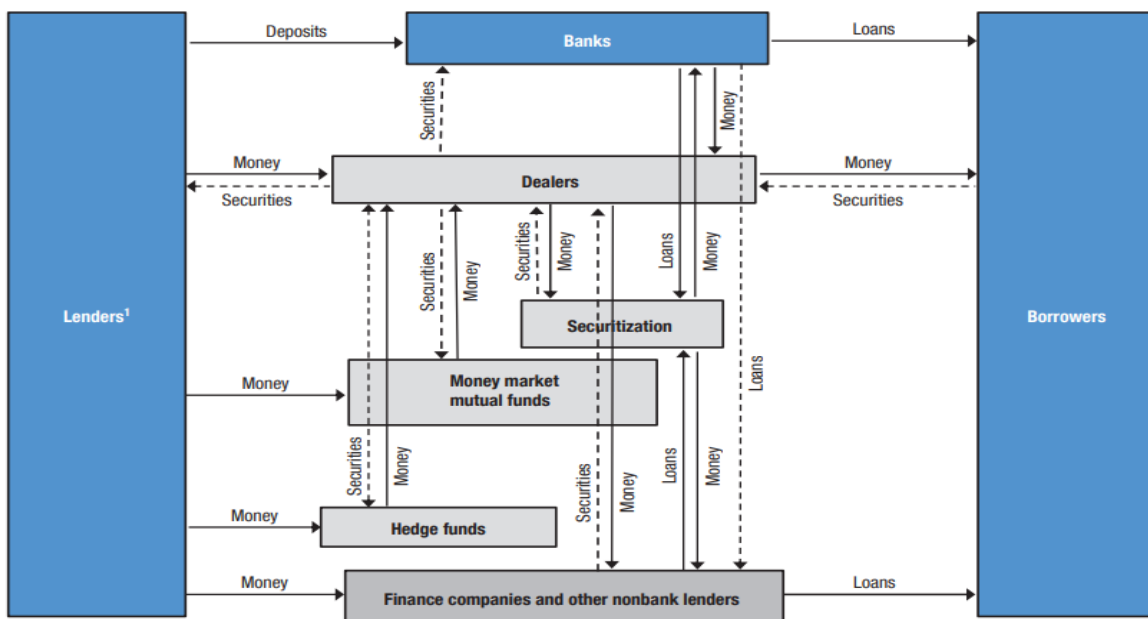 Deposits
Banks
Loans
Securities
Money
Money
Dealers
Money
Securities
Securities
Securities
Money
Securities
Money
Loans
Money
Lenders¹
Securitization
Borrowers
Money
Money market
mutual funds
Loans
Securities
Money
Securities
Money
Loans
Money
Money
Hedge funds
Money
Finance companies and other nonbank lenders
Loans